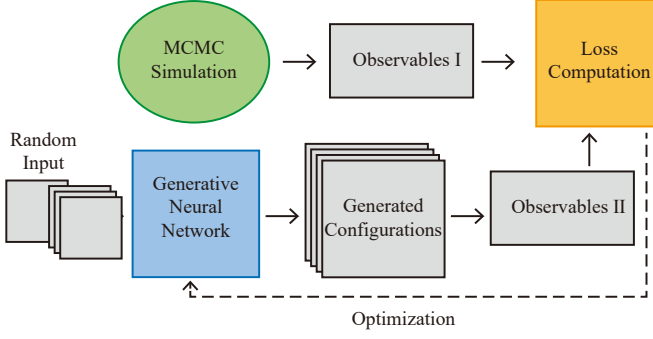 MCMC
Simulation
Observables I
Loss
Computation
Random
Input
Generative
Neural
Network
Generated
Configurations
Observables II
Optimization